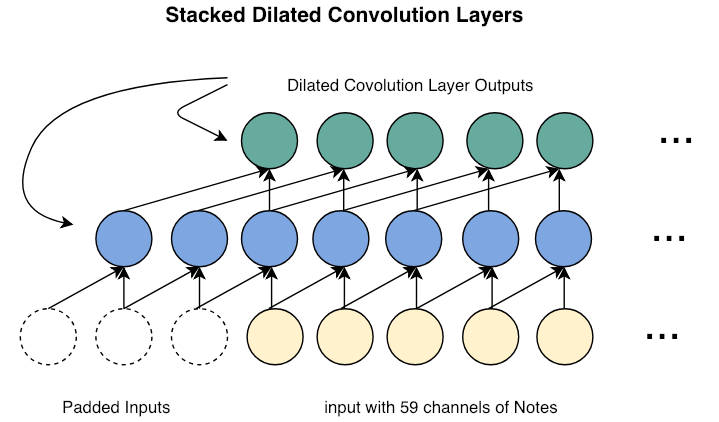 Stacked Dilated Convolution Layers
Dilated Covolution Layer Outputs
...
...
...
Padded Inputs
input with 59 channels of Notes